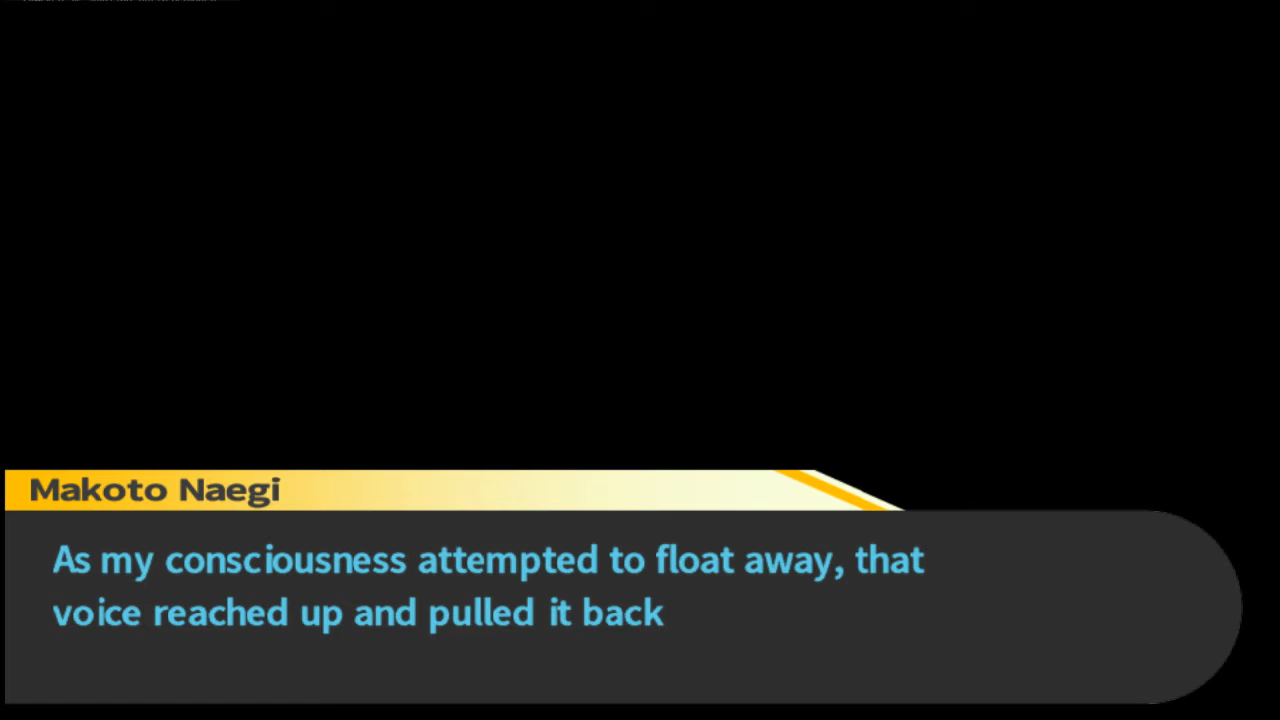 Makoto Naegi
As my consciousness attempted to float away, that
voice reached up and pulled it back